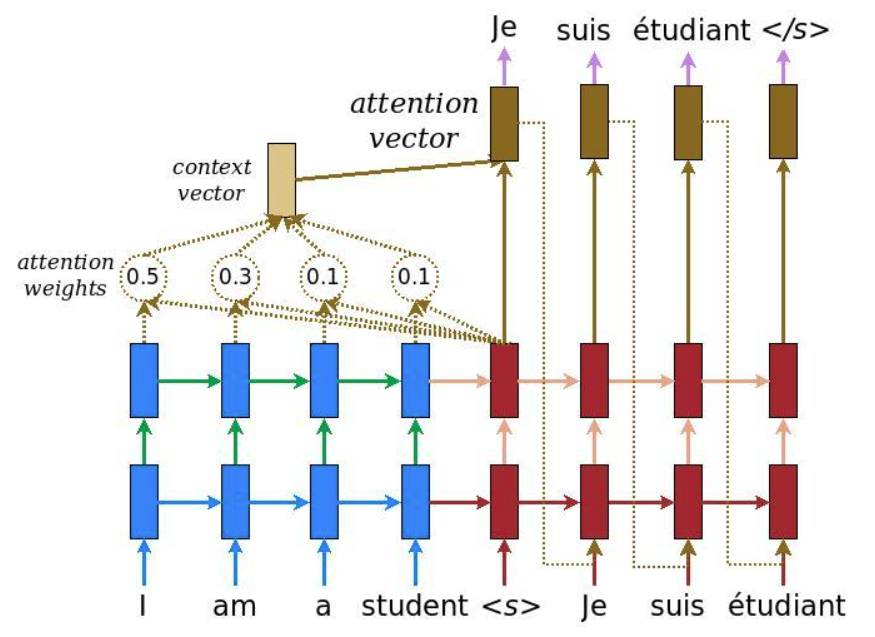 Je suis étudiant </s>
attention
vector
context
vector
attention
weights
0.5 0.3 0.1 0.1
I am a student <s> Je suis étudiant